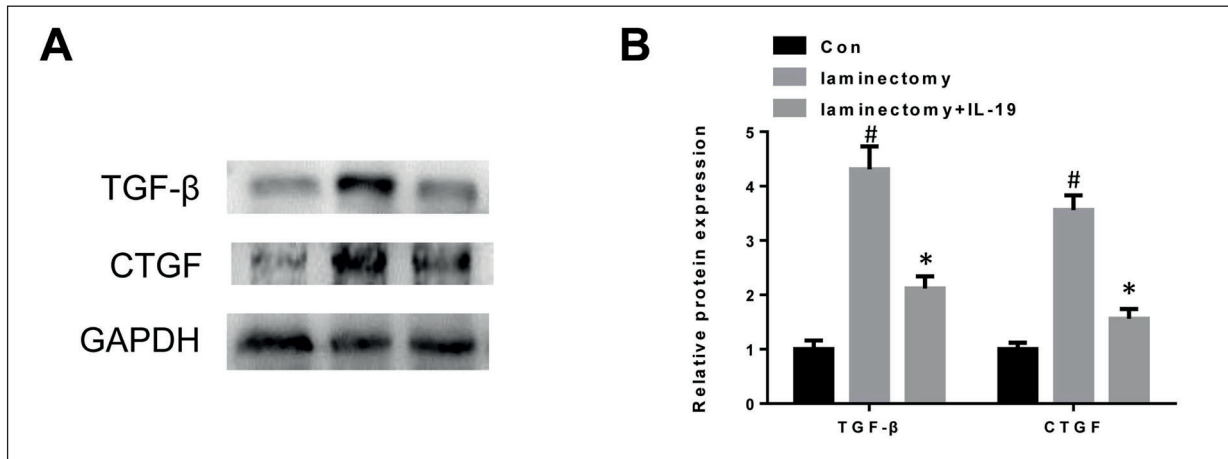 A
TGF-β
CTGF
GAPDH
B
Con
laminectomy
laminectomy+IL-19
Relative protein expression
5
4
3
2
1
0
#
*
#
*
TGF-β
CTGF